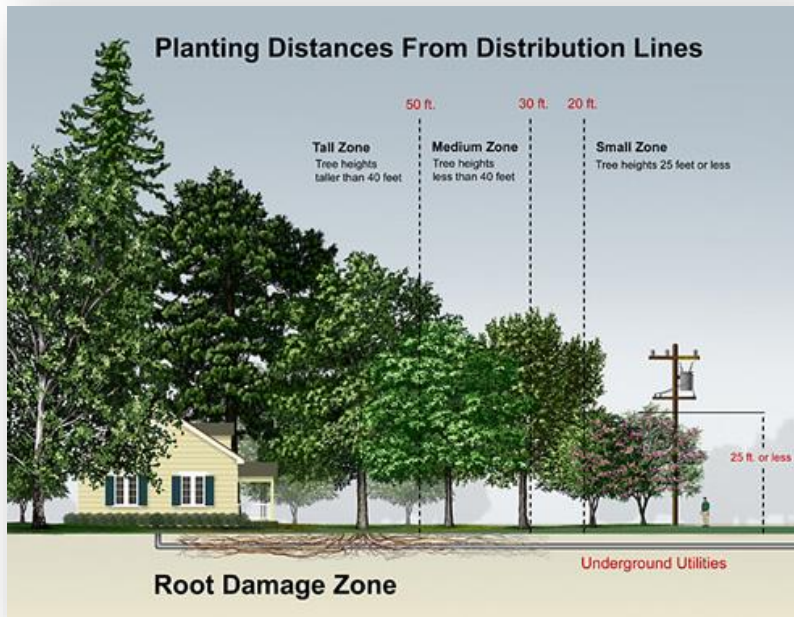 Planting Distances From Distribution Lines
50 ft.
30 ft.
20 ft.
Tall Zone
Tree heights
taller than 40 feet
Medium Zone
Tree heights
less than 40 feet
Small Zone
Tree heights 25 feet or less
25 ft. or less
Underground Utilities
Root Damage Zone